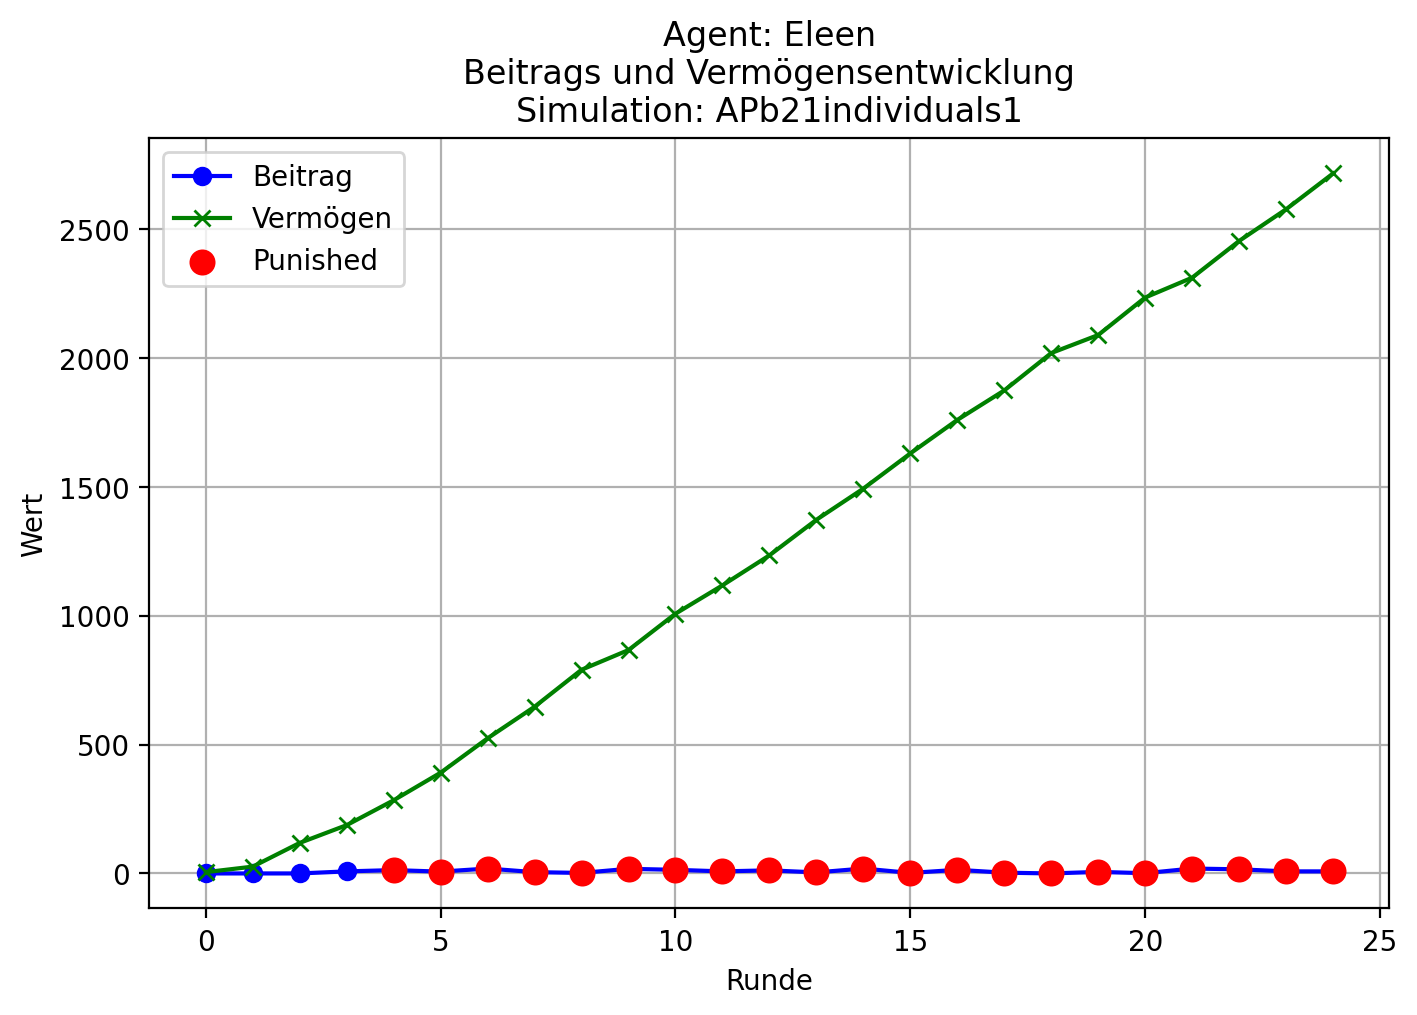 Agent: Eleen
Beitrags und Vermögensentwicklung
Simulation: APb21individuals1
Beitrag
Vermögen
Punished
2500
2000
1500
1000
500
0
Wert
0 5 10 15 20 25
Runde